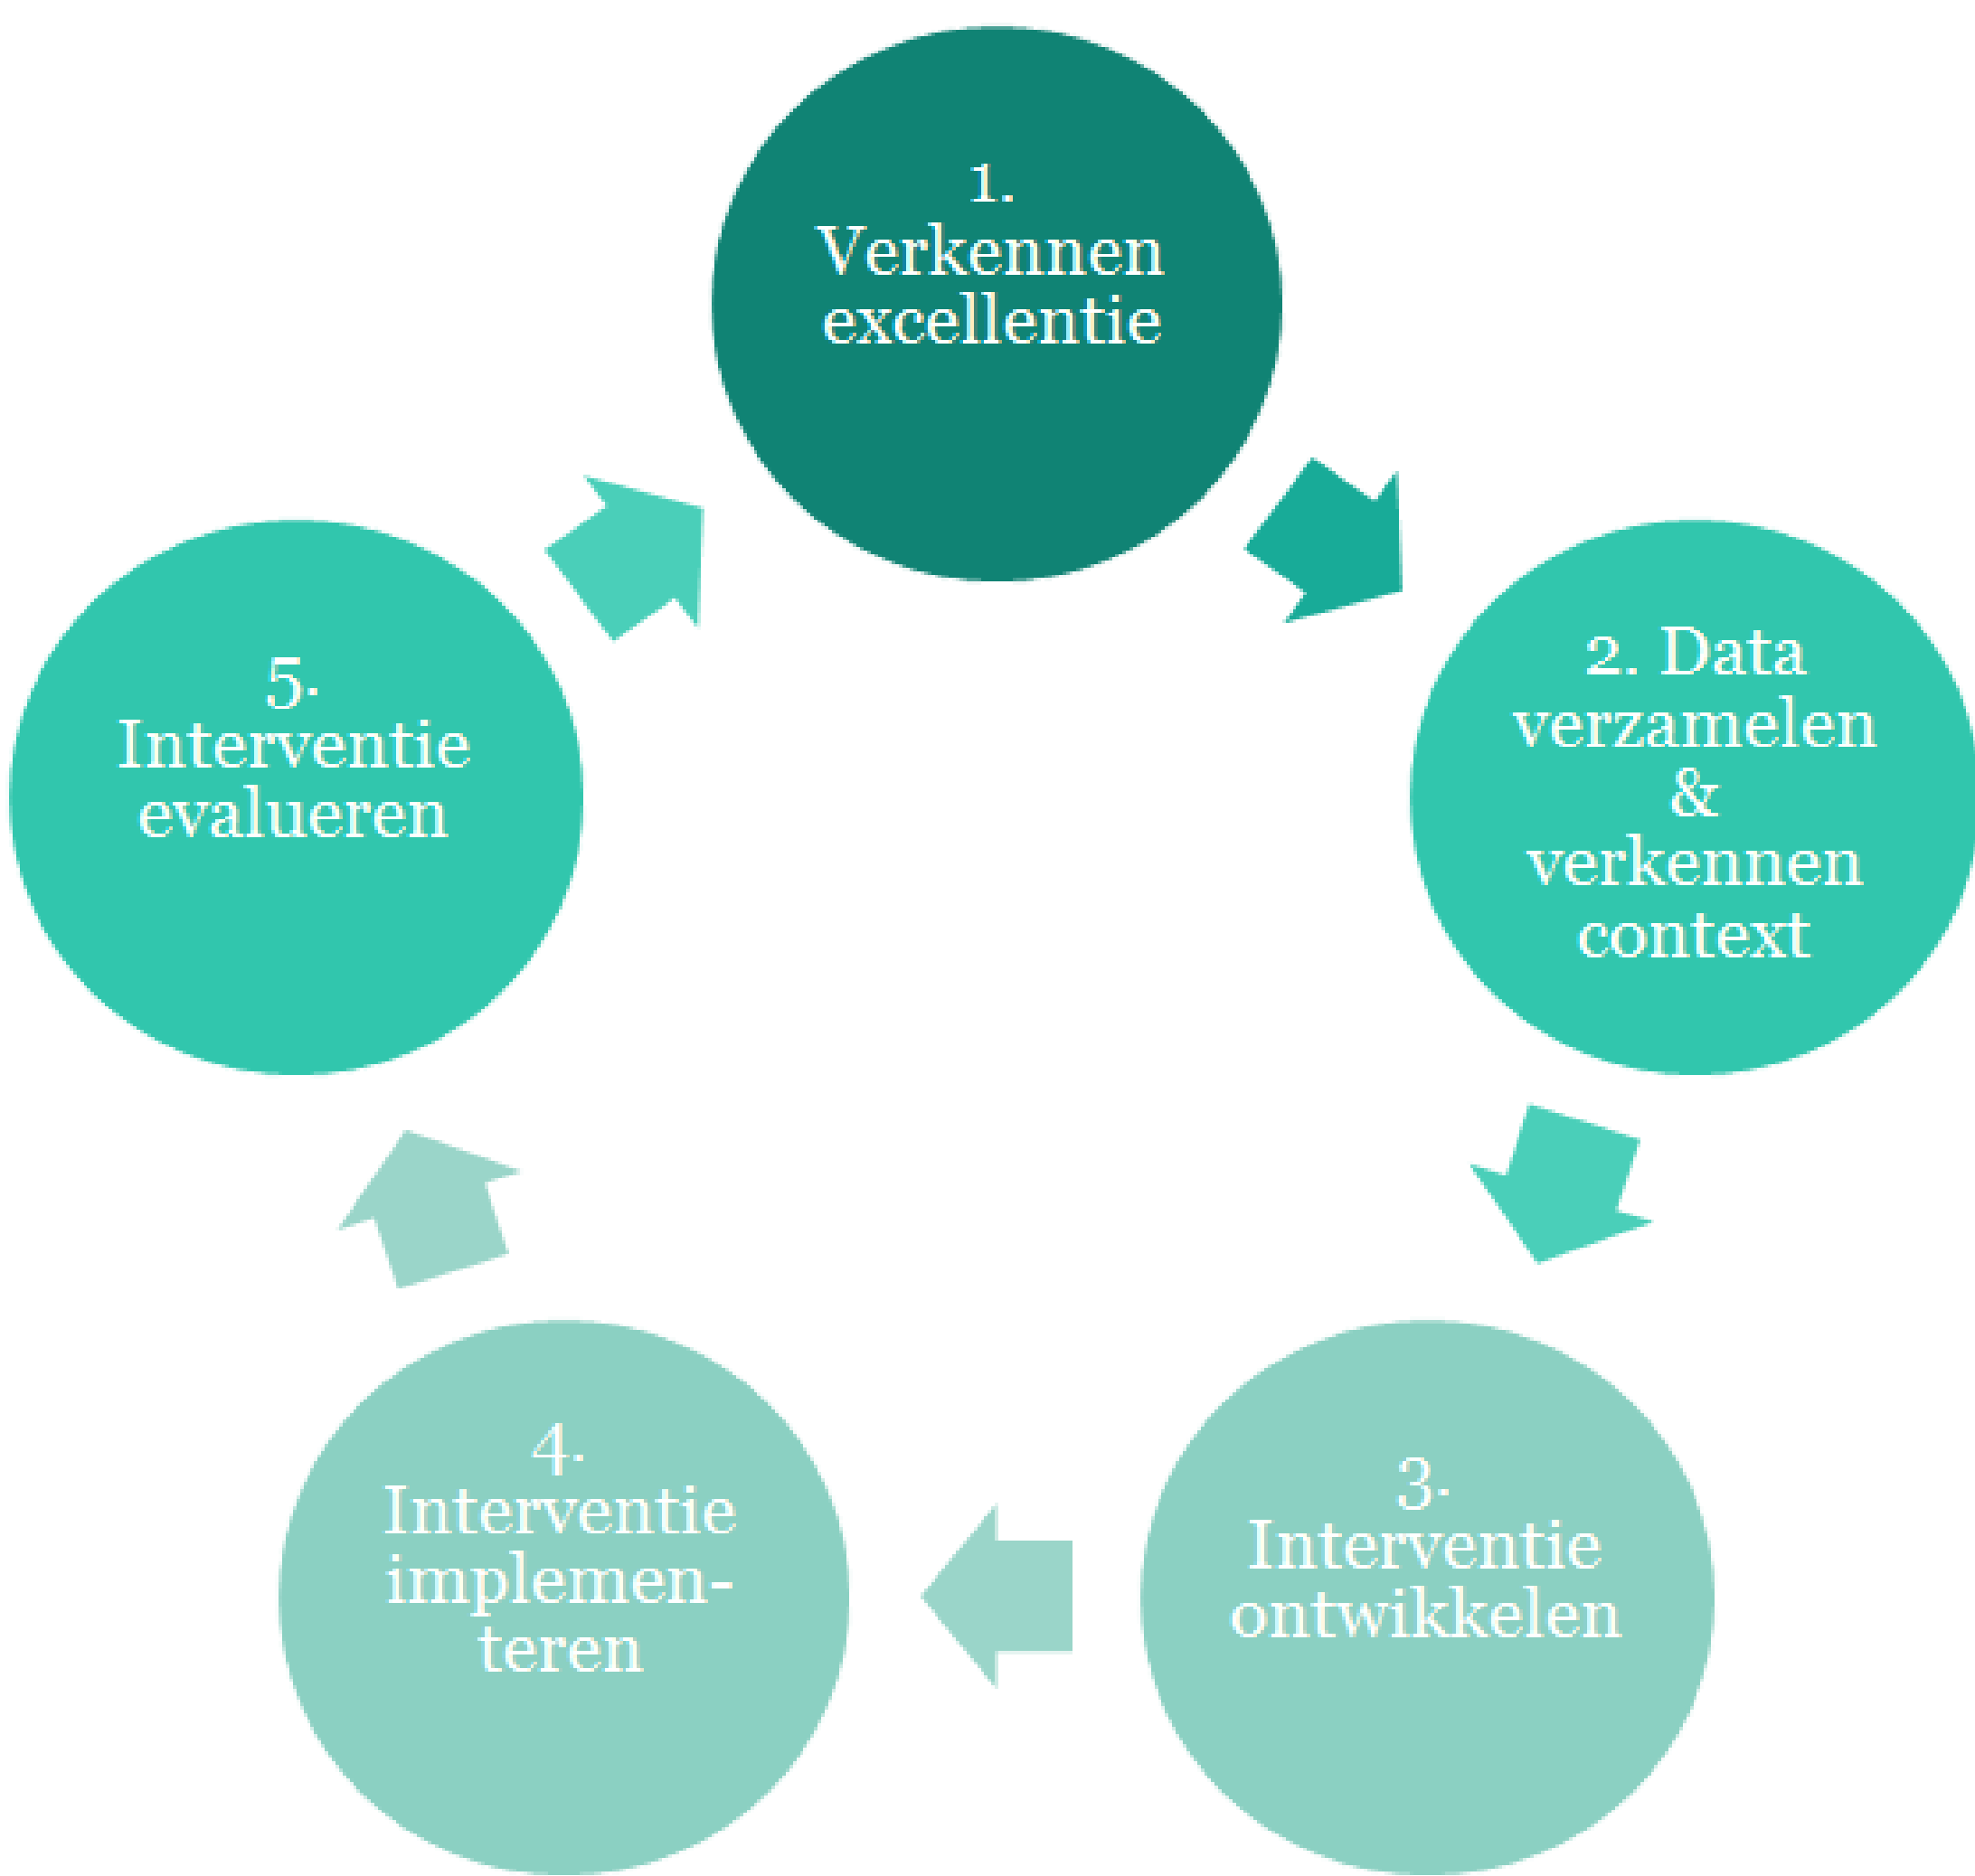 1.
Verkennen
excellentie
2. Data
verzamelen
&
verkennen
context
3.
Interventie
ontwikkelen
4.
Interventie
implemen-
teren
5.
Interventie
evalueren